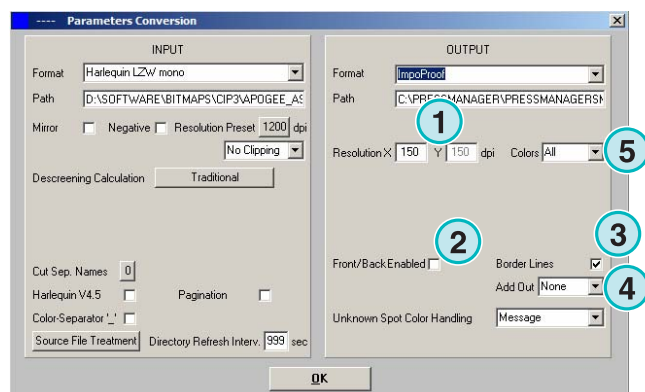 ---- Parameters Conversion
INPUT
Format Harlequin LZW mono
Path D:\SOFTWARE\BITMAPS\CIP3\APOGEE_AS
Mirror Negative Resolution Preset 1200 dpi
No Clipping
Descreening Calculation Traditional
Cut Sep. Names 0
Harlequin V4.5 Pagination
Color-Separator '_'
Source File Treatment Directory Refresh Interv. 999 sec
OUTPUT
Format ImpoProof
Path C:\PRESSMANAGER\PRESSMANAGERSN
1
Resolution X 150 Y 150 dpi Colors All 5
2
3
Front/Back Enabled Border Lines
Add Out None 4
Unknown Spot Color Handling Message
OK